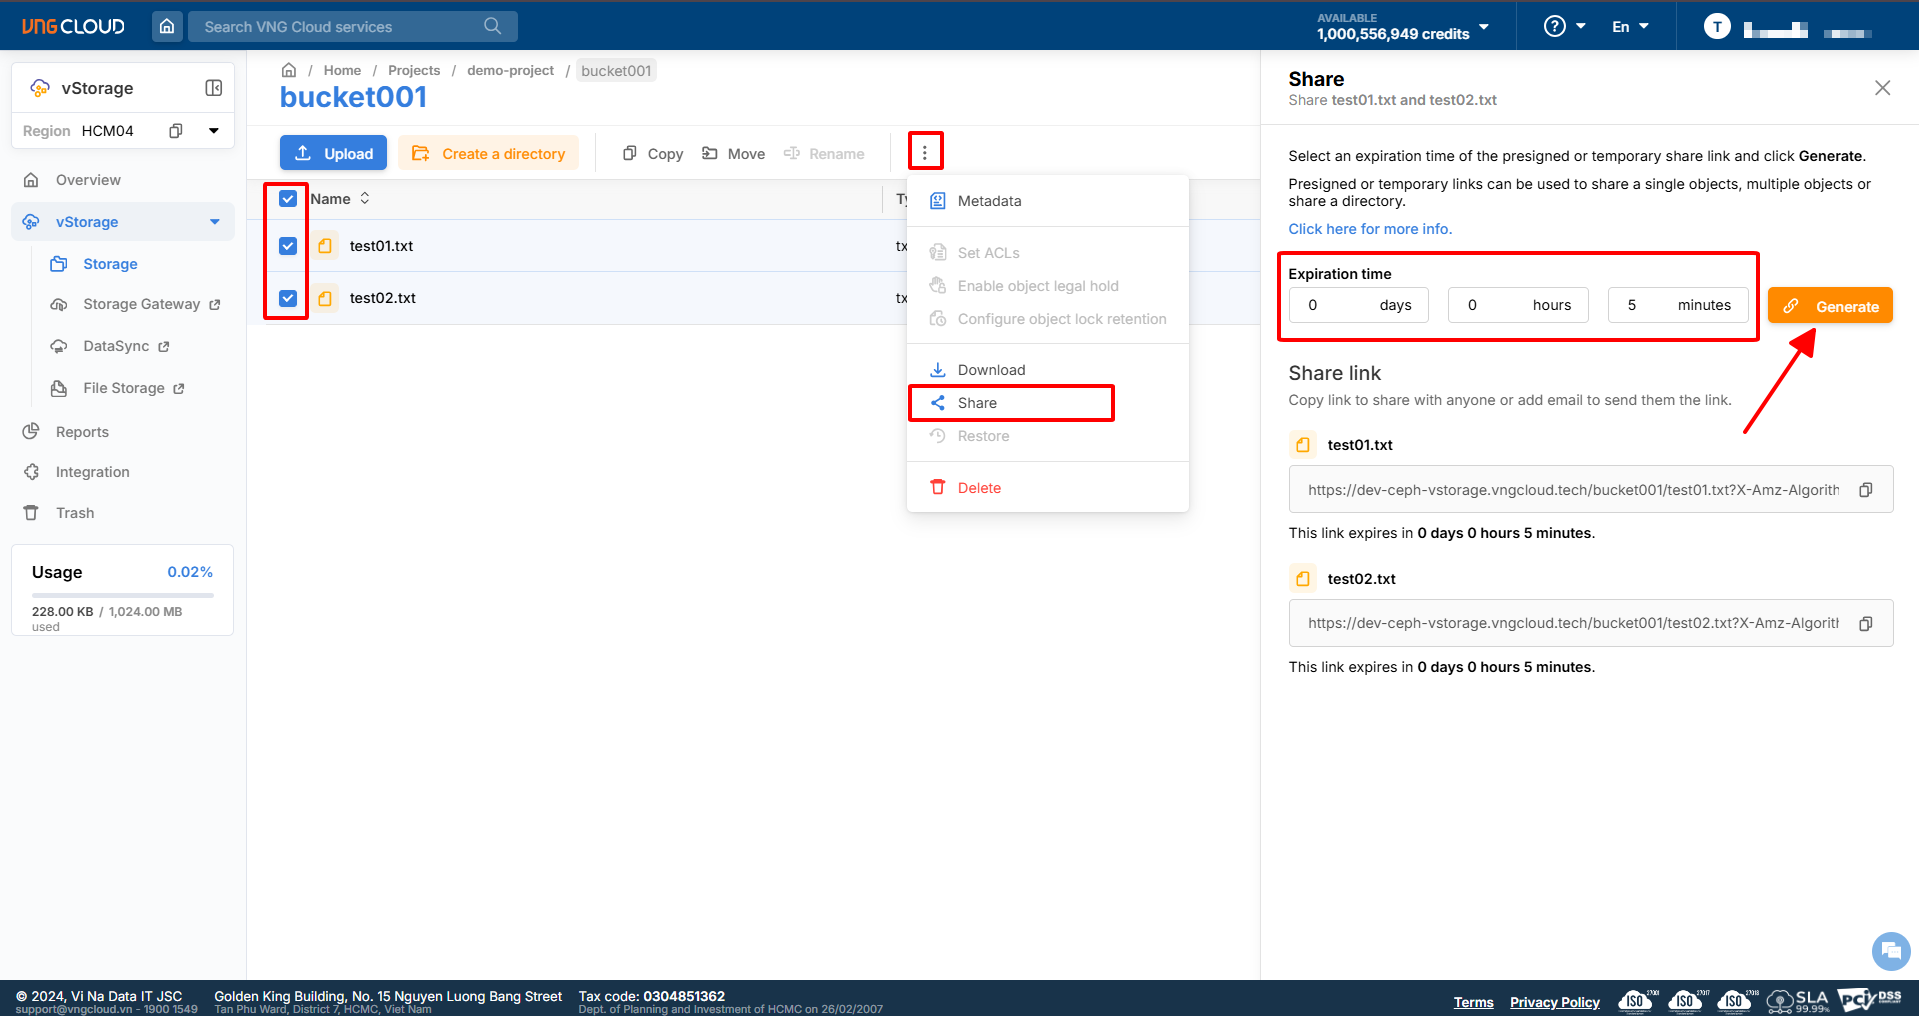 VNG CLOUD
Search VNG Cloud services
AVAILABLE
1,000,556,949 credits
?
En
T
vStorage
Region HCM04
Overview
vStorage
Storage
Storage Gateway
DataSync
File Storage
Reports
Integration
Trash
Usage 0.02%
228.00 KB / 1,024.00 MB
used
/ Home / Projects / demo-project / bucket001
bucket001
Upload Create a directory Copy Move Rename
Name
test01.txt
test02.txt
Metadata
Set ACLs
Enable object legal hold
Configure object lock retention
Download
Share
Restore
Delete
Share
Share test01.txt and test02.txt
Select an expiration time of the presigned or temporary share link and click Generate.
Presigned or temporary links can be used to share a single objects, multiple objects or
share a directory.
Click here for more info.
Expiration time
0 days 0 hours 5 minutes Generate
Share link
Copy link to share with anyone or add email to send them the link.
test01.txt
https://dev-ceph-vstorage.vngcloud.tech/bucket001/test01.txt?X-Amz-Algorith
This link expires in 0 days 0 hours 5 minutes.
test02.txt
https://dev-ceph-vstorage.vngcloud.tech/bucket001/test02.txt?X-Amz-Algorith
This link expires in 0 days 0 hours 5 minutes.
© 2024, Vi Na Data IT JSC
support@vngcloud.vn - 1900 1549
Golden King Building, No. 15 Nguyen Luong Bang Street
Tan Phu Ward, District 7, HCMC, Viet Nam
Tax code: 0304851362
Dept. of Planning and Investment of HCMC on 26/02/2007
Terms Privacy Policy
ISO 27001
ISO 27017
ISO 27018
SLA
99.99%
PCI DSS